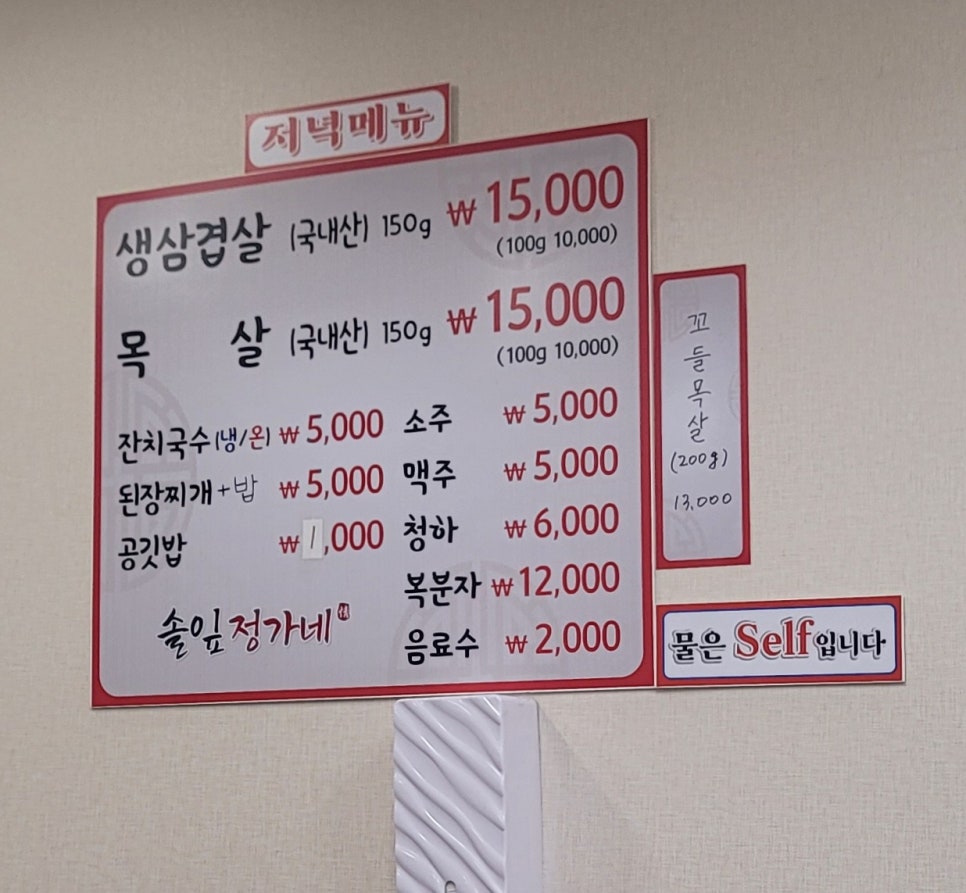 저녁메뉴
생삼겹살 (국내산) 150g ₩15,000
(100g 10,000)
목 살 (국내산) 150g ₩15,000
(100g 10,000)
잔치국수(냉/온) ₩5,000
된장찌개+밥 ₩5,000
공깃밥 ₩1,000
솔잎정가네
소주 ₩5,000
맥주 ₩5,000
청하 ₩6,000
복분자 ₩12,000
음료수 ₩2,000
꼬
들
목
살
(200g)
13,000
물은 Self입니다